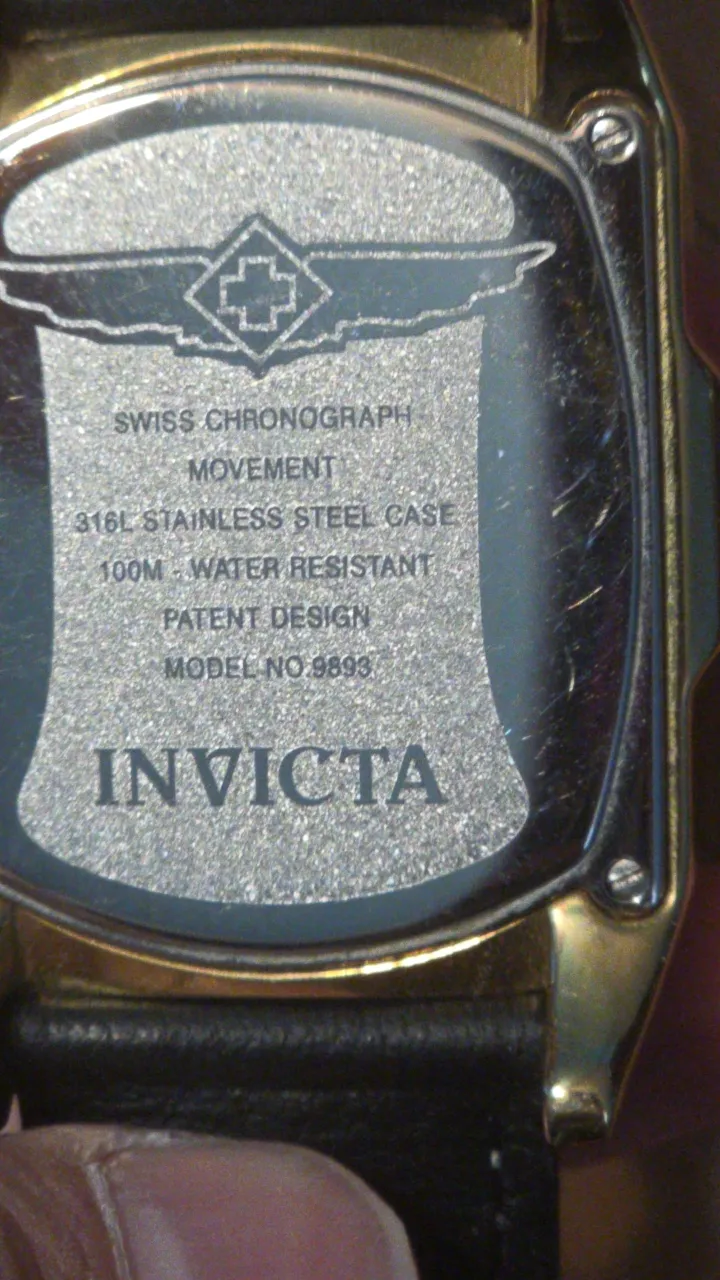 SWISS CHRONOGRAPH
MOVEMENT
316L STAINLESS STEEL CASE
100M - WATER RESISTANT
PATENT DESIGN
MODEL NO.9893
INVICTA